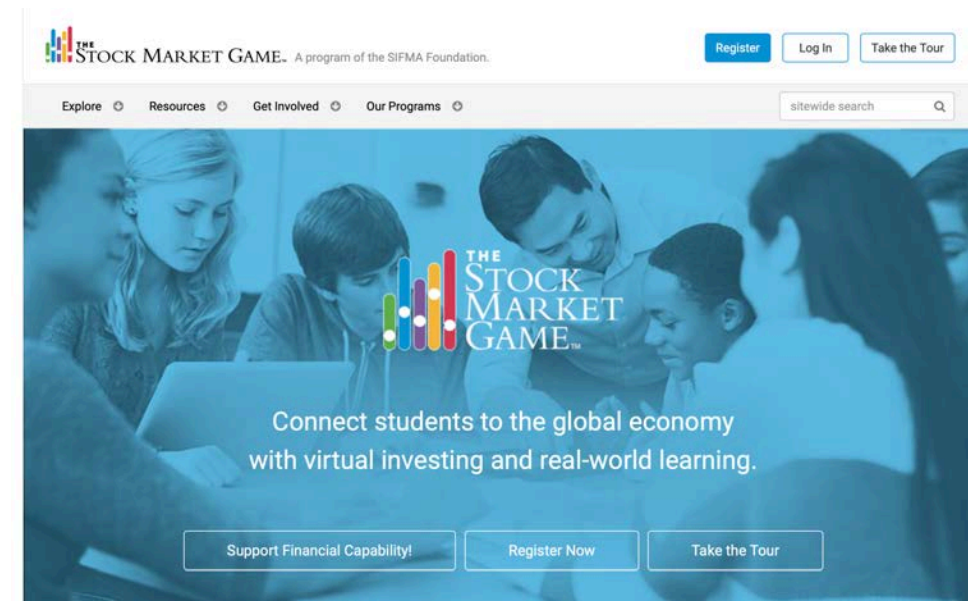 THE
STOCK MARKET GAME™ A program of the SIFMA Foundation.
Register Log In Take the Tour
Explore Resources Get Involved Our Programs sitewide search
THE
STOCK
MARKET
GAME™
Connect students to the global economy
with virtual investing and real-world learning.
Support Financial Capability! Register Now Take the Tour